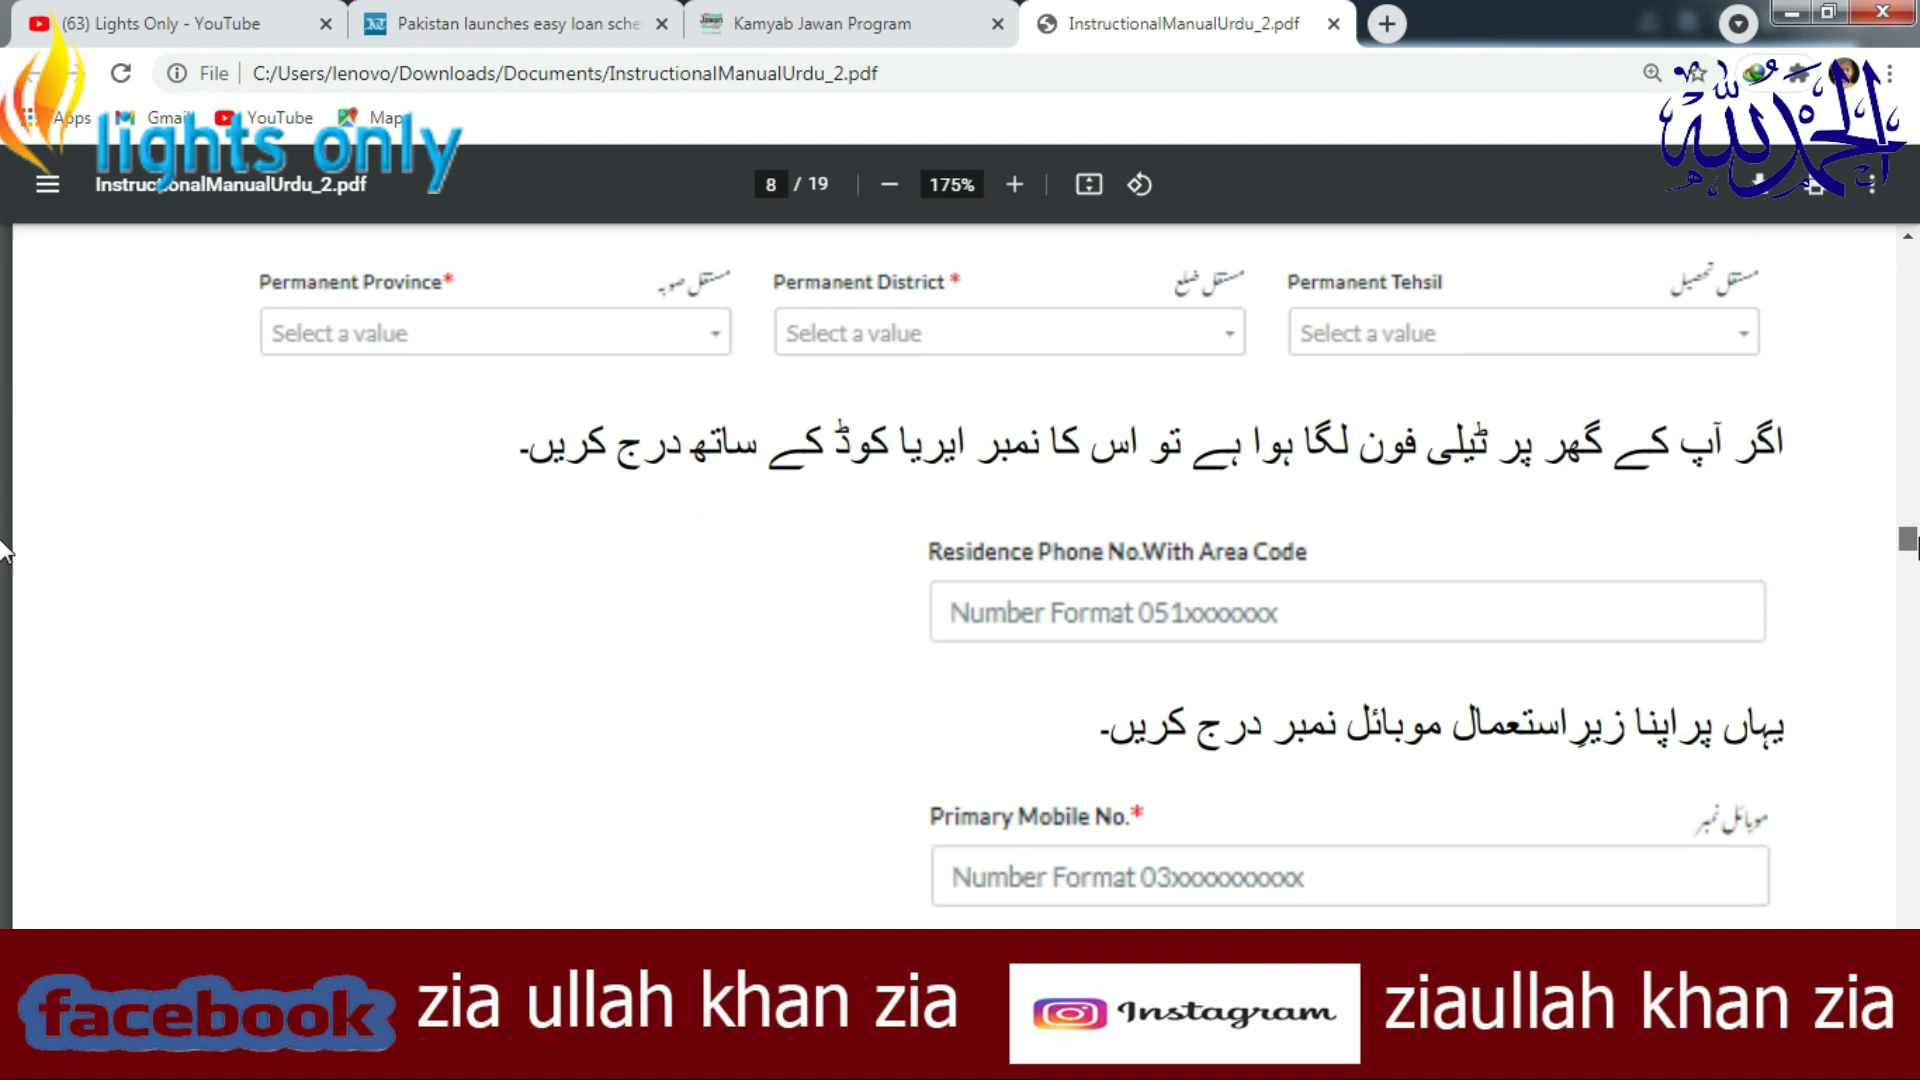 (63) Lights Only - YouTube
Pakistan launches easy loan sche
Kamyab Jawan Program
InstructionalManualUrdu_2.pdf
File
C:/Users/lenovo/Downloads/Documents/InstructionalManualUrdu_2.pdf
Apps
Gmail
YouTube
Map
lights only
الحمد لله
InstructionalManualUrdu_2.pdf
8 / 19
175%
Permanent Province*
مستقل صوبہ
Permanent District *
مستقل ضلع
Permanent Tehsil
مستقل تحصیل
Select a value
Select a value
Select a value
اگر آپ کے گھر پر ٹیلی فون لگا ہوا ہے تو اس کا نمبر ایریا کوڈ کے ساتھ درج کریں۔
Residence Phone No.With Area Code
Number Format 051xxxxxxx
یہاں پراپنا زیرِاستعمال موبائل نمبر درج کریں۔
Primary Mobile No.*
موبائل نمبر
Number Format 03xxxxxxxxxx
facebook
zia ullah khan zia
Instagram
ziaullah khan zia